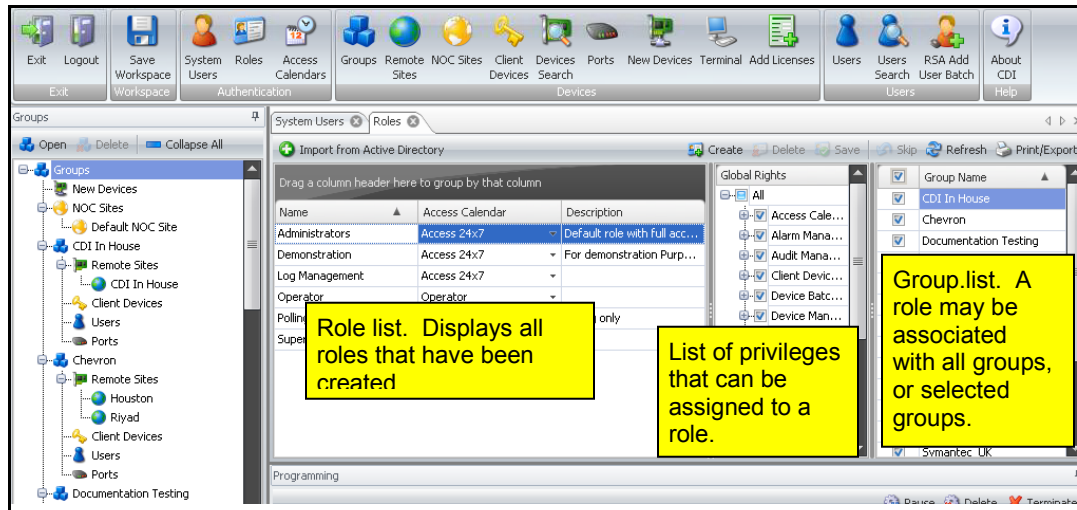 Exit Logout Save Workspace System Users Roles Access Calendars Groups Remote Sites NOC Sites Client Devices Devices Search Ports New Devices Terminal Add Licenses Users Users Search RSA Add User Batch About CDI
Exit Workspace Authentication Devices Users Help
Groups
Open Delete Collapse All
Groups
New Devices
NOC Sites
Default NOC Site
CDI In House
Remote Sites
CDI In House
Client Devices
Users
Ports
Chevron
Remote Sites
Houston
Riyad
Client Devices
Users
Ports
Documentation Testing
System Users Roles
Import from Active Directory Create Delete Save Skip Refresh Print/Export
Drag a column header here to group by that column
Name Access Calendar Description
Administrators Access 24x7 Default role with full acc...
Demonstration Access 24x7 For demonstration Purp...
Log Management Access 24x7
Operator Operator
Polling only
Super
Role list. Displays all
roles that have been
created
Global Rights
All
Access Cale...
Alarm Mana...
Audit Mana...
Client Devic...
Device Batc...
Device Man...
List of privileges
that can be
assigned to a
role.
Group Name
CDI In House
Chevron
Documentation Testing
Group.list. A
role may be
associated
with all groups,
or selected
groups.
Symantec UK
Programming
Pause Delete Terminate